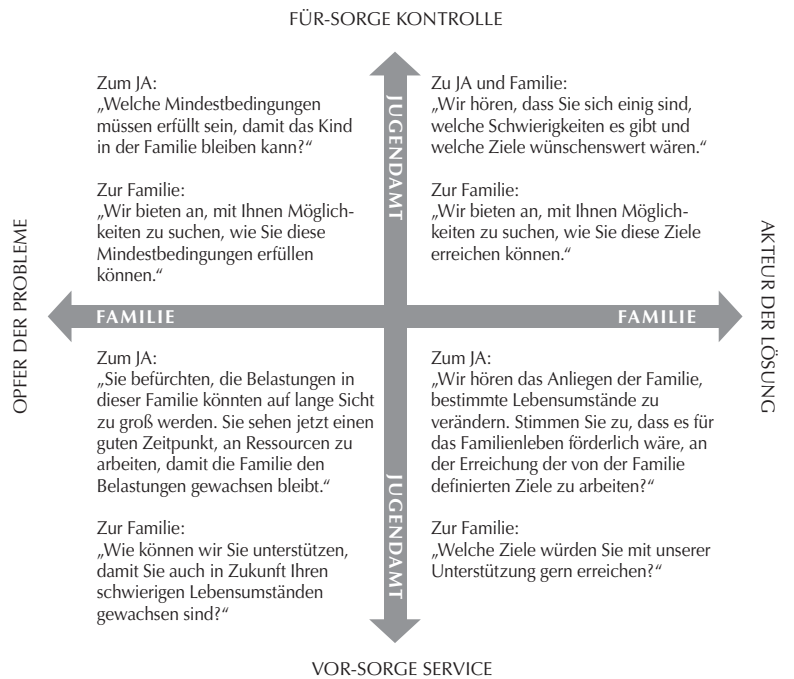 FÜR-SORGE KONTROLLE
Zum JA:
„Welche Mindestbedingungen
müssen erfüllt sein, damit das Kind
in der Familie bleiben kann?“
Zur Familie:
„Wir bieten an, mit Ihnen Möglich-
keiten zu suchen, wie Sie diese
Mindestbedingungen erfüllen
können.“
JUGENDAMT
Zu JA und Familie:
„Wir hören, dass Sie sich einig sind,
welche Schwierigkeiten es gibt und
welche Ziele wünschenswert wären.“
Zur Familie:
„Wir bieten an, mit Ihnen Möglich-
keiten zu suchen, wie Sie diese Ziele
erreichen können.“
OPFER DER PROBLEME
FAMILIE
FAMILIE
AKTEUR DER LÖSUNG
Zum JA:
„Sie befürchten, die Belastungen in
dieser Familie könnten auf lange Sicht
zu groß werden. Sie sehen jetzt einen
guten Zeitpunkt, an Ressourcen zu
arbeiten, damit die Familie den
Belastungen gewachsen bleibt.“
Zur Familie:
„Wie können wir Sie unterstützen,
damit Sie auch in Zukunft Ihren
schwierigen Lebensumständen
gewachsen sind?“
JUGENDAMT
Zum JA:
„Wir hören das Anliegen der Familie,
bestimmte Lebensumstände zu
verändern. Stimmen Sie zu, dass es für
das Familienleben förderlich wäre, an
der Erreichung der von der Familie
definierten Ziele zu arbeiten?“
Zur Familie:
„Welche Ziele würden Sie mit unserer
Unterstützung gern erreichen?“
VOR-SORGE SERVICE